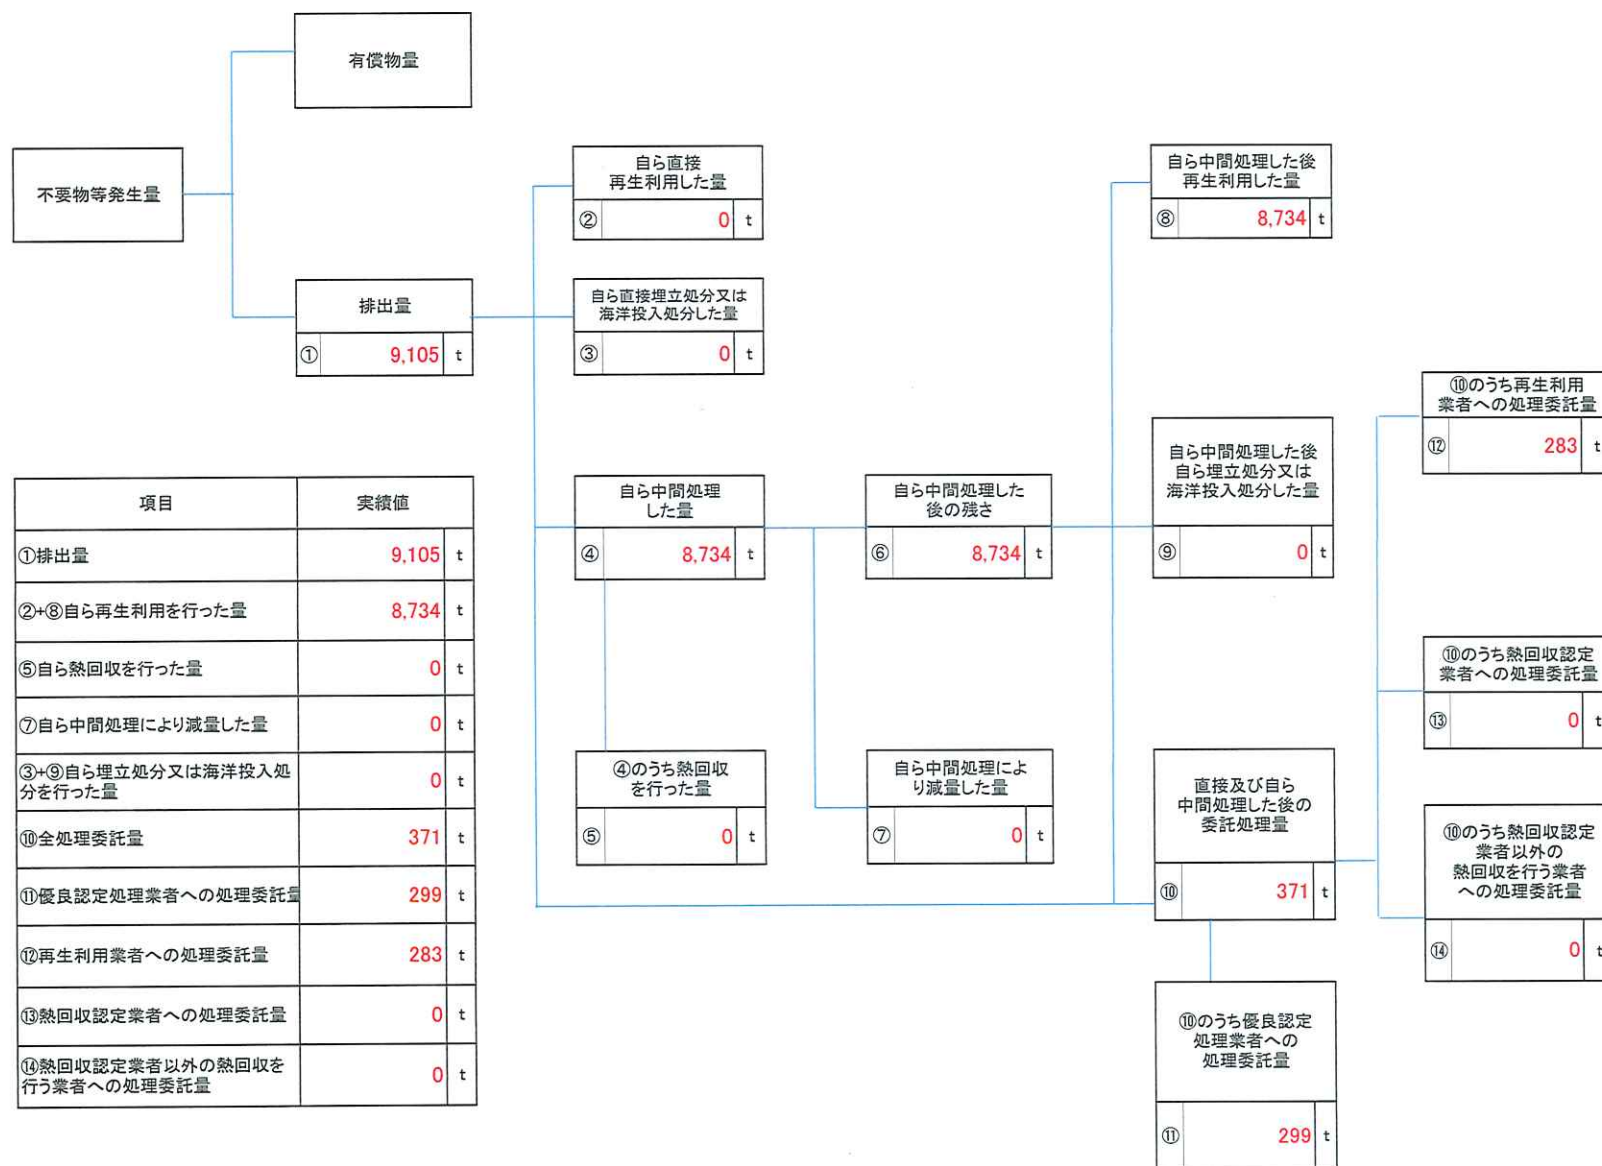 有償物量
不要物等発生量
排出量
① 9,105 t
自ら直接
再生利用した量
② 0 t
自ら直接埋立処分又は
海洋投入処分した量
③ 0 t
自ら中間処理
した量
④ 8,734 t
④のうち熱回収
を行った量
⑤ 0 t
自ら中間処理した
後の残さ
⑥ 8,734 t
自ら中間処理によ
り減量した量
⑦ 0 t
自ら中間処理した後
再生利用した量
⑧ 8,734 t
自ら中間処理した後
自ら埋立処分又は
海洋投入処分した量
⑨ 0 t
直接及び自ら
中間処理した後の
委託処理量
⑩ 371 t
⑩のうち優良認定
処理業者への
処理委託量
⑪ 299 t
⑩のうち再生利用
業者への処理委託量
⑫ 283 t
⑩のうち熱回収認定
業者への処理委託量
⑬ 0 t
⑩のうち熱回収認定
業者以外の
熱回収を行う業者
への処理委託量
⑭ 0 t
項目 実績値
①排出量 9,105 t
②+⑧自ら再生利用を行った量 8,734 t
⑤自ら熱回収を行った量 0 t
⑦自ら中間処理により減量した量 0 t
③+⑨自ら埋立処分又は海洋投入処
分を行った量 0 t
⑩全処理委託量 371 t
⑪優良認定処理業者への処理委託量 299 t
⑫再生利用業者への処理委託量 283 t
⑬熱回収認定業者への処理委託量 0 t
⑭熱回収認定業者以外の熱回収を
行う業者への処理委託量 0 t